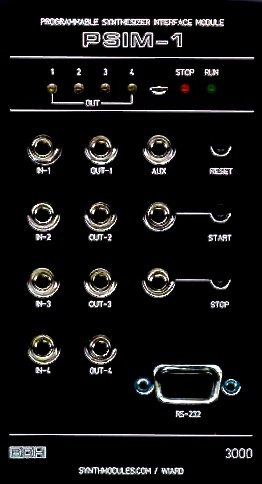 PROGRAMMABLE SYNTHESIZER INTERFACE MODULE
PSIM-1
1 2 3 4 STOP RUN
OUT
IN-1 OUT-1 AUX RESET
IN-2 OUT-2 START
IN-3 OUT-3 STOP
IN-4 OUT-4
RS-232
3000
SYNTHMODULES.COM / WIARD